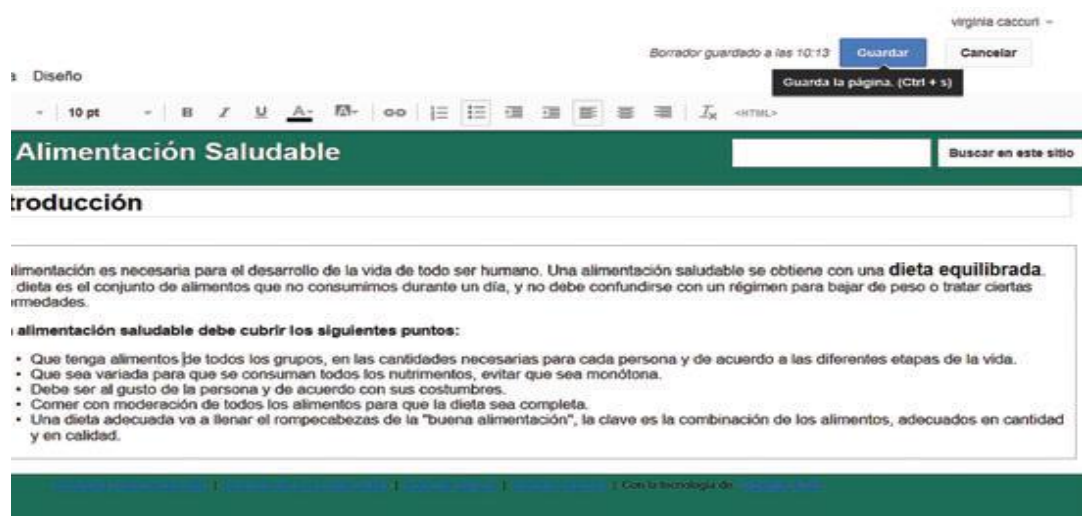 virginia caccuri
Borrador guardado a las 10:13 Guardar Cancelar
Diseño
Guarda la página. (Ctrl + s)
10 pt B I U A A T <HTML>
Alimentación Saludable Buscar en este sitio
troducción
limentación es necesaria para el desarrollo de la vida de todo ser humano. Una alimentación saludable se obtiene con una dieta equilibrada.
dieta es el conjunto de alimentos que no consumimos durante un día, y no debe confundirse con un régimen para bajar de peso o tratar ciertas
rmedades.
alimentación saludable debe cubrir los siguientes puntos:
• Que tenga alimentos de todos los grupos, en las cantidades necesarias para cada persona y de acuerdo a las diferentes etapas de la vida.
• Que sea variada para que se consuman todos los nutrimentos, evitar que sea monótona.
• Debe ser al gusto de la persona y de acuerdo con sus costumbres.
• Comer con moderación de todos los alimentos para que la dieta sea completa.
• Una dieta adecuada va a llenar el rompecabezas de la "buena alimentación", la clave es la combinación de los alimentos, adecuados en cantidad
y en calidad.
| | | | Con la tecnología de